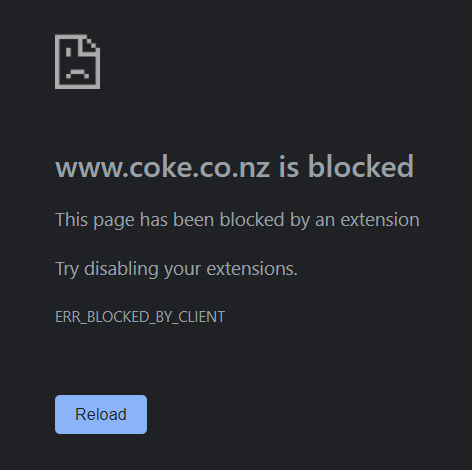 www.coke.co.nz is blocked
This page has been blocked by an extension
Try disabling your extensions.
ERR_BLOCKED_BY_CLIENT
Reload